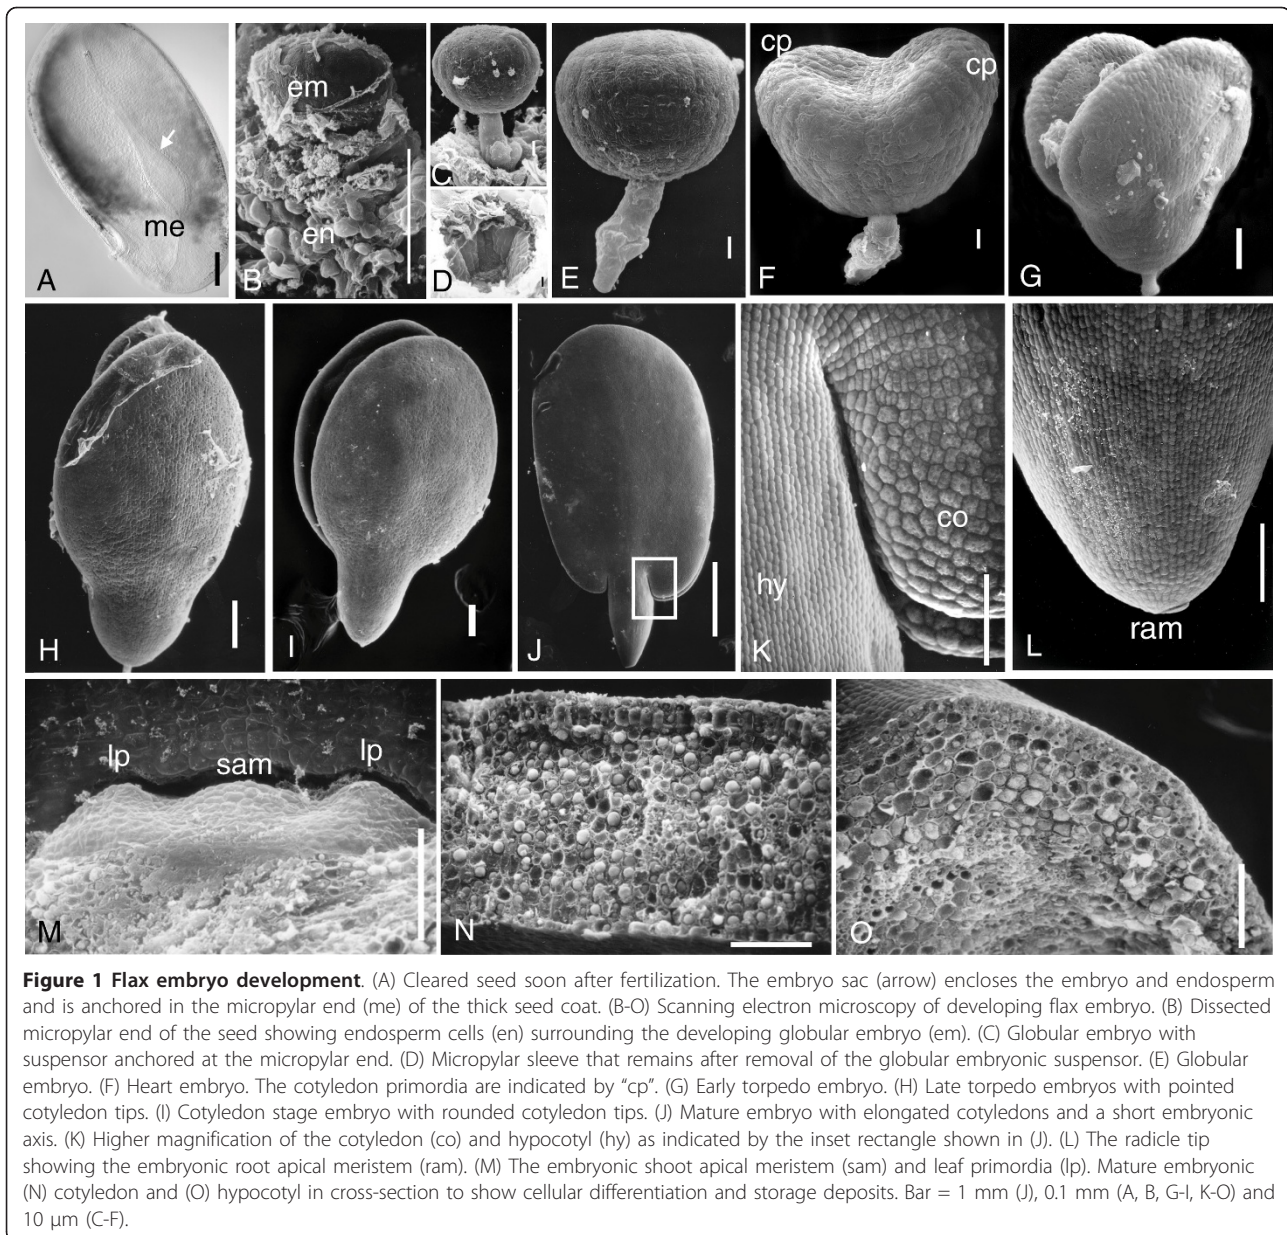 me
A
em
en
B
C
D
E
cp
cp
F
G
H
I
J
co
hy
K
ram
L
lp
sam
lp
M
N
O
Figure 1 Flax embryo development. (A) Cleared seed soon after fertilization. The embryo sac (arrow) encloses the embryo and endosperm
and is anchored in the micropylar end (me) of the thick seed coat. (B-O) Scanning electron microscopy of developing flax embryo. (B) Dissected
micropylar end of the seed showing endosperm cells (en) surrounding the developing globular embryo (em). (C) Globular embryo with
suspensor anchored at the micropylar end. (D) Micropylar sleeve that remains after removal of the globular embryonic suspensor. (E) Globular
embryo. (F) Heart embryo. The cotyledon primordia are indicated by “cp”. (G) Early torpedo embryo. (H) Late torpedo embryos with pointed
cotyledon tips. (I) Cotyledon stage embryo with rounded cotyledon tips. (J) Mature embryo with elongated cotyledons and a short embryonic
axis. (K) Higher magnification of the cotyledon (co) and hypocotyl (hy) as indicated by the inset rectangle shown in (J). (L) The radicle tip
showing the embryonic root apical meristem (ram). (M) The embryonic shoot apical meristem (sam) and leaf primordia (lp). Mature embryonic
(N) cotyledon and (O) hypocotyl in cross-section to show cellular differentiation and storage deposits. Bar = 1 mm (J), 0.1 mm (A, B, G-I, K-O) and
10 μm (C-F).